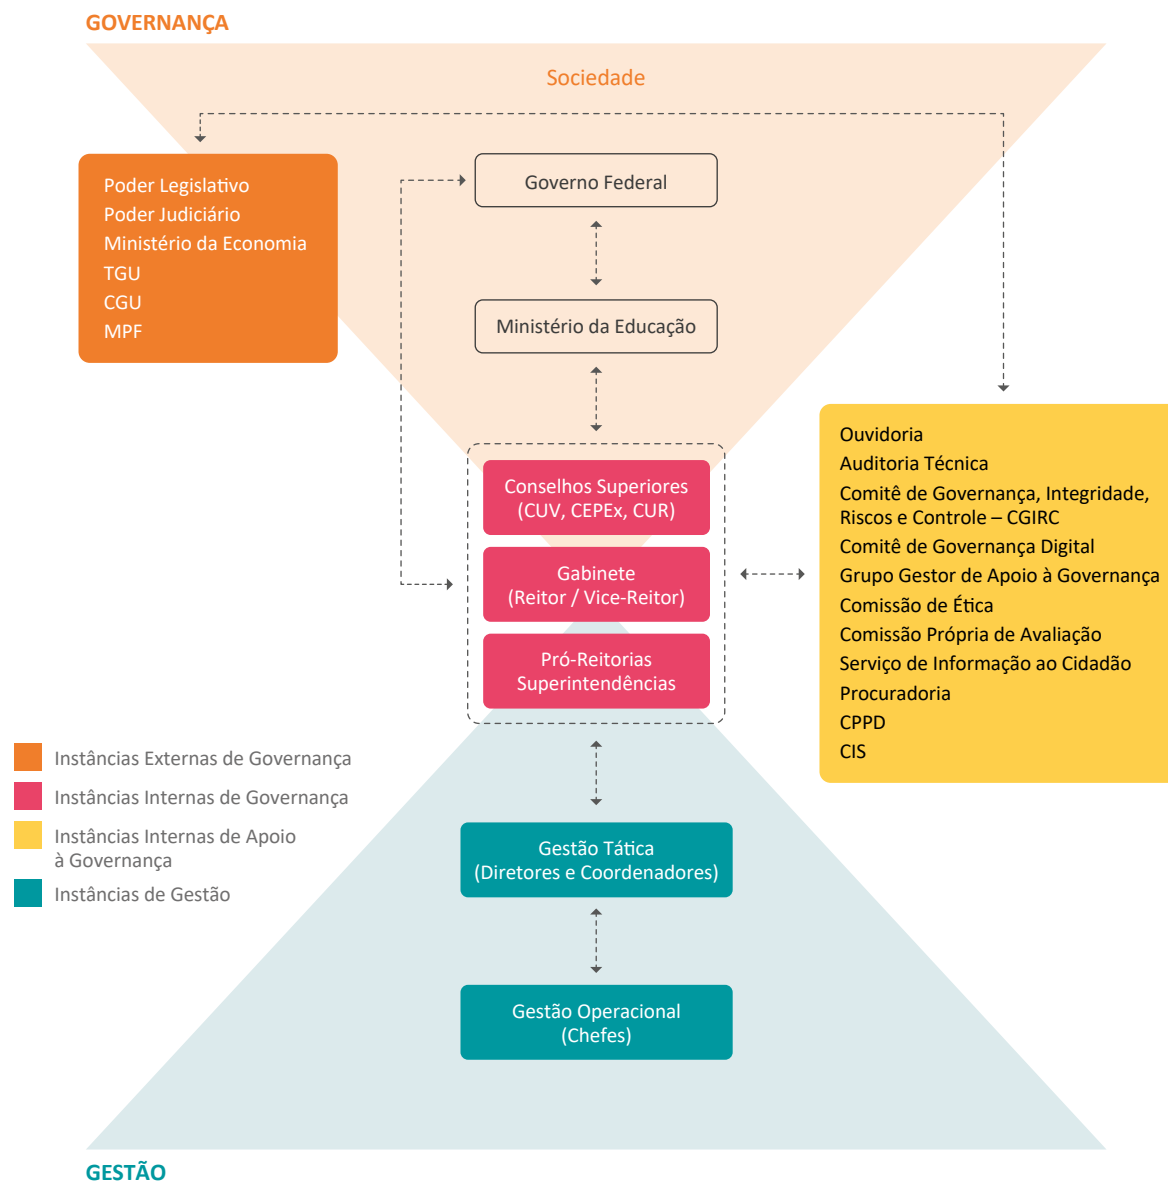 GOVERNANÇA
Sociedade
Poder Legislativo
Poder Judiciário
Ministério da Economia
TGU
CGU
MPF
Governo Federal
Ministério da Educação
Conselhos Superiores
(CUV, CEPEx, CUR)
Gabinete
(Reitor / Vice-Reitor)
Pró-Reitorias
Superintendências
Ouvidoria
Auditoria Técnica
Comitê de Governança, Integridade,
Riscos e Controle – CGIRC
Comitê de Governança Digital
Grupo Gestor de Apoio à Governança
Comissão de Ética
Comissão Própria de Avaliação
Serviço de Informação ao Cidadão
Procuradoria
CPPD
CIS
Instâncias Externas de Governança
Instâncias Internas de Governança
Instâncias Internas de Apoio
à Governança
Instâncias de Gestão
Gestão Tática
(Diretores e Coordenadores)
Gestão Operacional
(Chefes)
GESTÃO